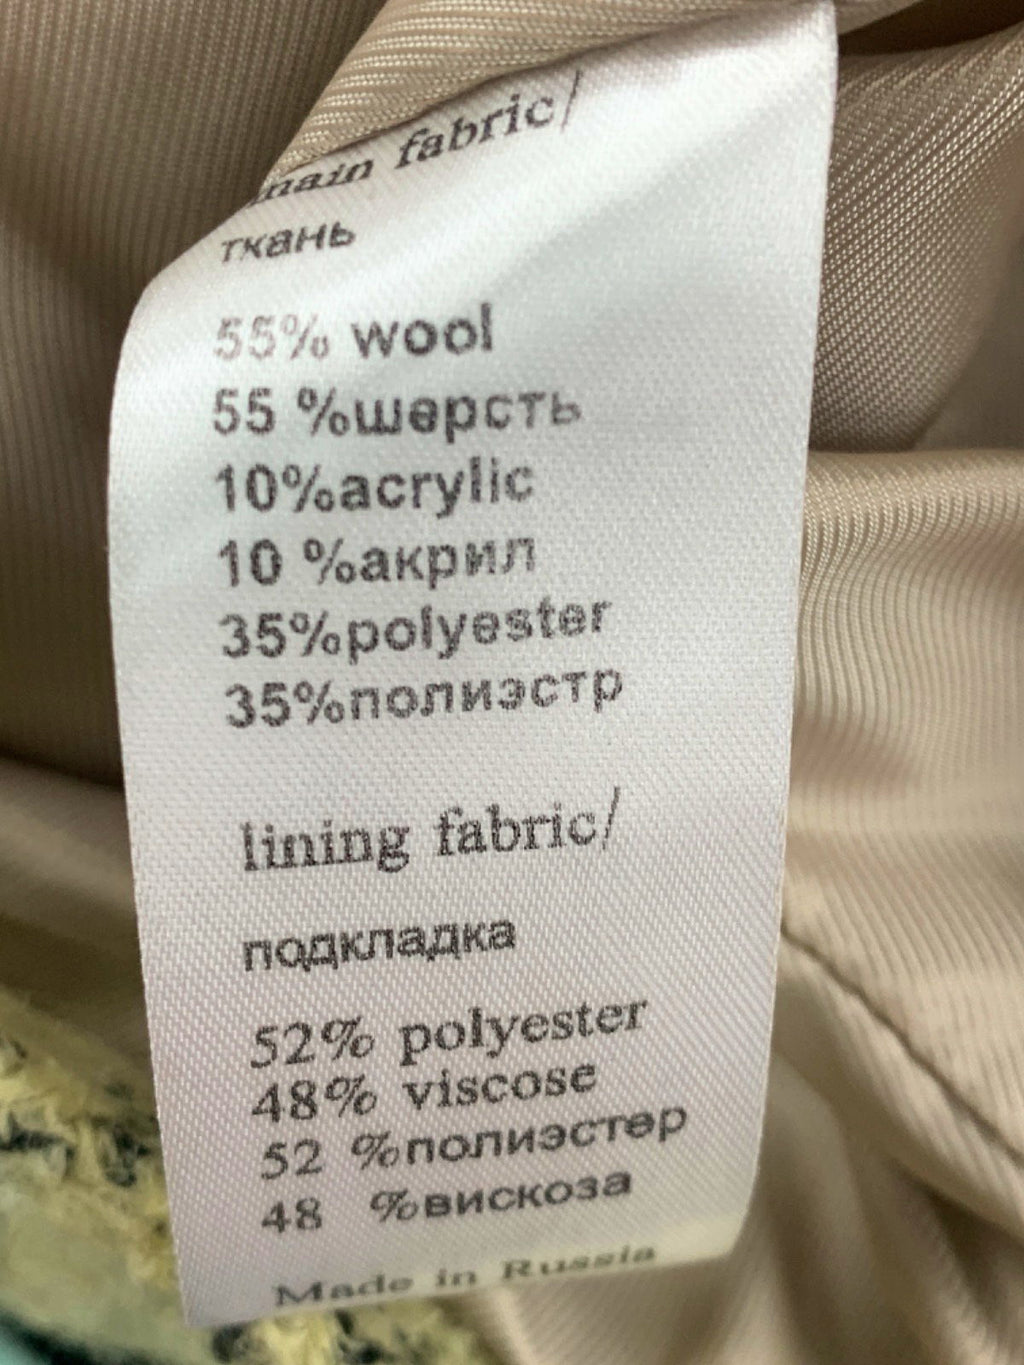 main fabric/
ткань
55% wool
55 %шерсть
10%acrylic
10 %акрил
35%polyester
35%полиэстр
lining fabric/
подкладка
52% polyester
48% viscose
52 %полиэстер
48 %вискоза
Made in Russia